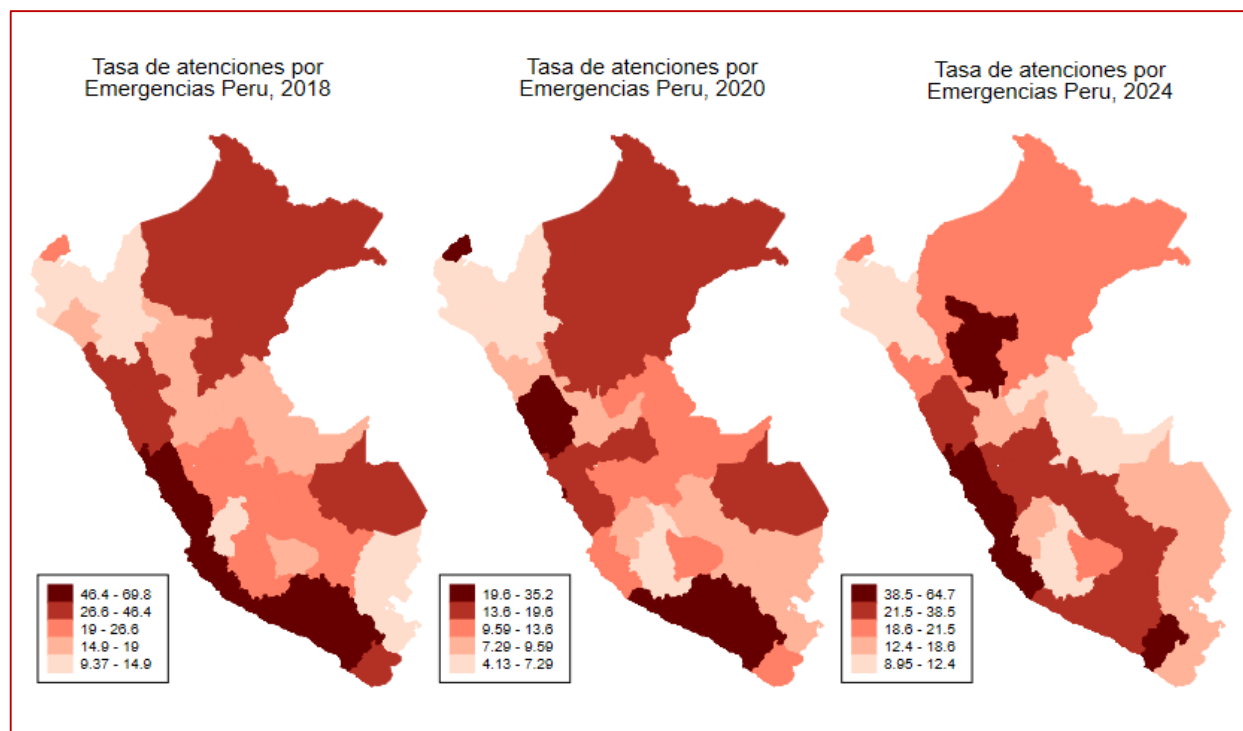 Tasa de atenciones por
Emergencias Peru, 2018
46.4 - 69.8
26.6 - 46.4
19 - 26.6
14.9 - 19
9.37 - 14.9
Tasa de atenciones por
Emergencias Peru, 2020
19.6 - 35.2
13.6 - 19.6
9.59 - 13.6
7.29 - 9.59
4.13 - 7.29
Tasa de atenciones por
Emergencias Peru, 2024
38.5 - 64.7
21.5 - 38.5
18.6 - 21.5
12.4 - 18.6
8.95 - 12.4